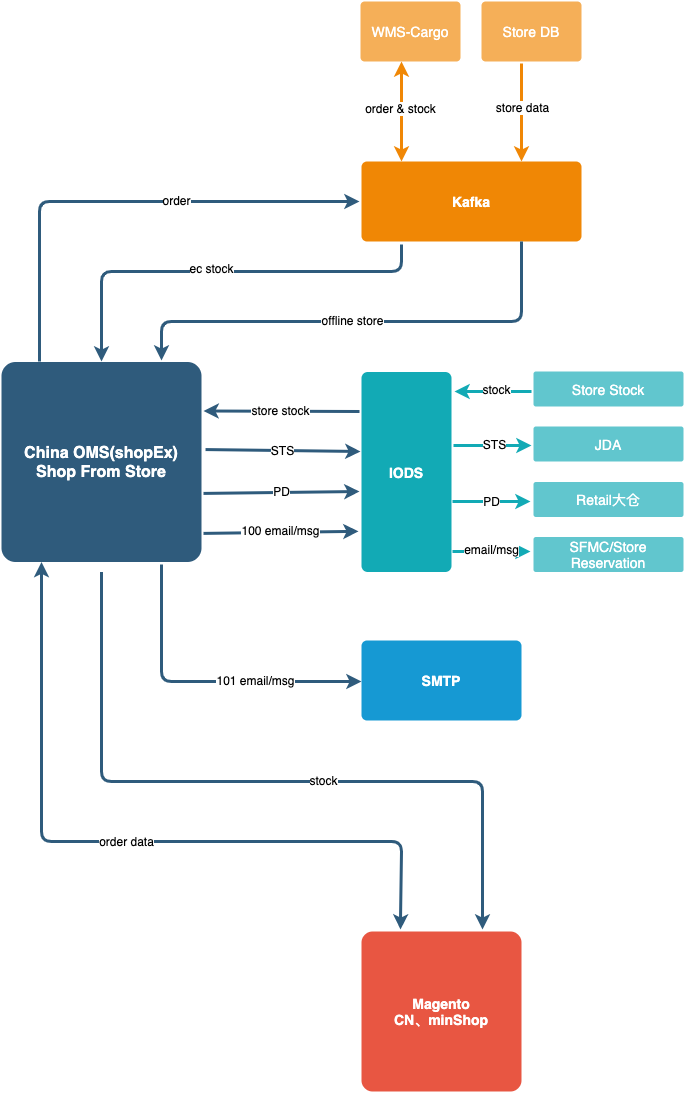 WMS-Cargo
Store DB
order & stock
store data
Kafka
order
ec stock
offline store
China OMS(shopEx)
Shop From Store
store stock
STS
PD
100 email/msg
IODS
stock
Store Stock
STS
JDA
PD
Retail大仓
email/msg
SFMC/Store
Reservation
101 email/msg
SMTP
stock
order data
Magento
CN、minShop